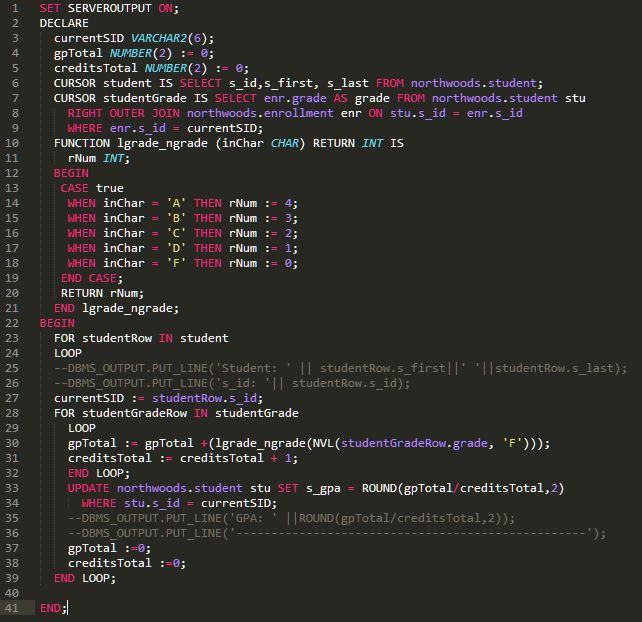 1 SET SERVEROUTPUT ON;
2 DECLARE
3 currentSID VARCHAR2(6);
4 gpTotal NUMBER(2) := 0;
5 creditsTotal NUMBER(2) := 0;
6 CURSOR student IS SELECT s_id,s_first, s_last FROM northwoods.student;
7 CURSOR studentGrade IS SELECT enr.grade AS grade FROM northwoods.student stu
8 RIGHT OUTER JOIN northwoods.enrollment enr ON stu.s_id = enr.s_id
9 WHERE enr.s_id = currentSID;
10 FUNCTION lgrade_ngrade (inChar CHAR) RETURN INT IS
11 rNum INT;
12 BEGIN
13 CASE true
14 WHEN inChar = 'A' THEN rNum := 4;
15 WHEN inChar = 'B' THEN rNum := 3;
16 WHEN inChar = 'C' THEN rNum := 2;
17 WHEN inChar = 'D' THEN rNum := 1;
18 WHEN inChar = 'F' THEN rNum := 0;
19 END CASE;
20 RETURN rNum;
21 END lgrade_ngrade;
22 BEGIN
23 FOR studentRow IN student
24 LOOP
25 --DBMS_OUTPUT.PUT_LINE('Student: ' || studentRow.s_first||' '||studentRow.s_last);
26 --DBMS_OUTPUT.PUT_LINE('s_id: '|| studentRow.s_id);
27 currentSID := studentRow.s_id;
28 FOR studentGradeRow IN studentGrade
29 LOOP
30 gpTotal := gpTotal +(lgrade_ngrade(NVL(studentGradeRow.grade, 'F')));
31 creditsTotal := creditsTotal + 1;
32 END LOOP;
33 UPDATE northwoods.student stu SET s_gpa = ROUND(gpTotal/creditsTotal,2)
34 WHERE stu.s_id = currentSID;
35 --DBMS_OUTPUT.PUT_LINE('GPA: ' ||ROUND(gpTotal/creditsTotal,2));
36 --DBMS_OUTPUT.PUT_LINE('-------------------------------------------------');
37 gpTotal :=0;
38 creditsTotal :=0;
39 END LOOP;
40
41 END;